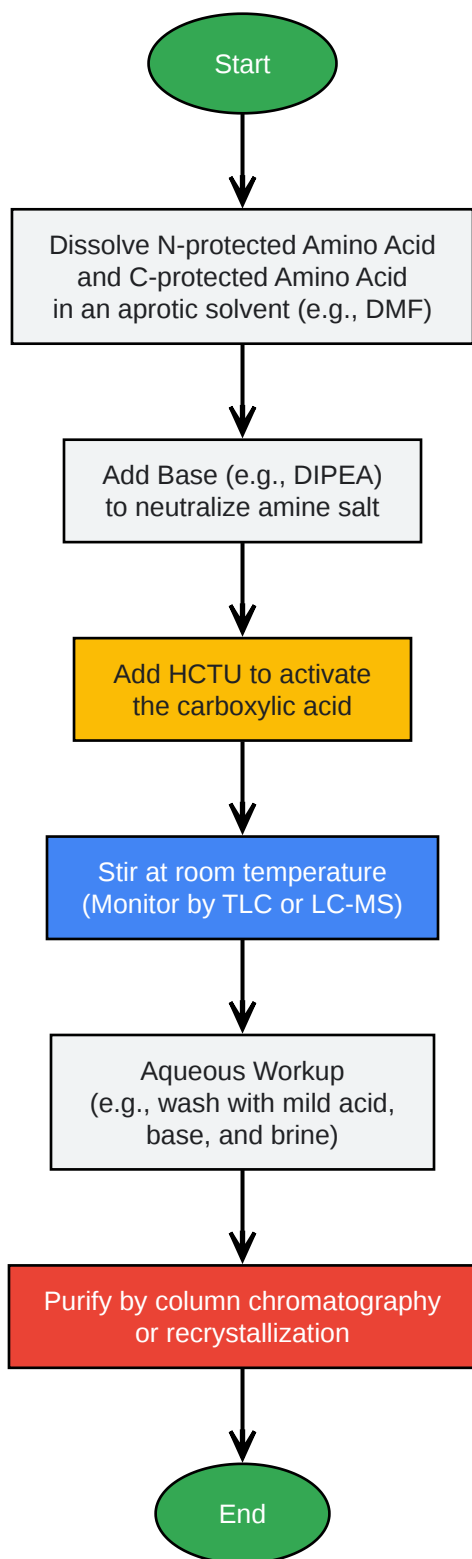 Start
Dissolve N-protected Amino Acid
and C-protected Amino Acid
in an aprotic solvent (e.g., DMF)
Add Base (e.g., DIPEA)
to neutralize amine salt
Add HCTU to activate
the carboxylic acid
Stir at room temperature
(Monitor by TLC or LC-MS)
Aqueous Workup
(e.g., wash with mild acid,
base, and brine)
Purify by column chromatography
or recrystallization
End